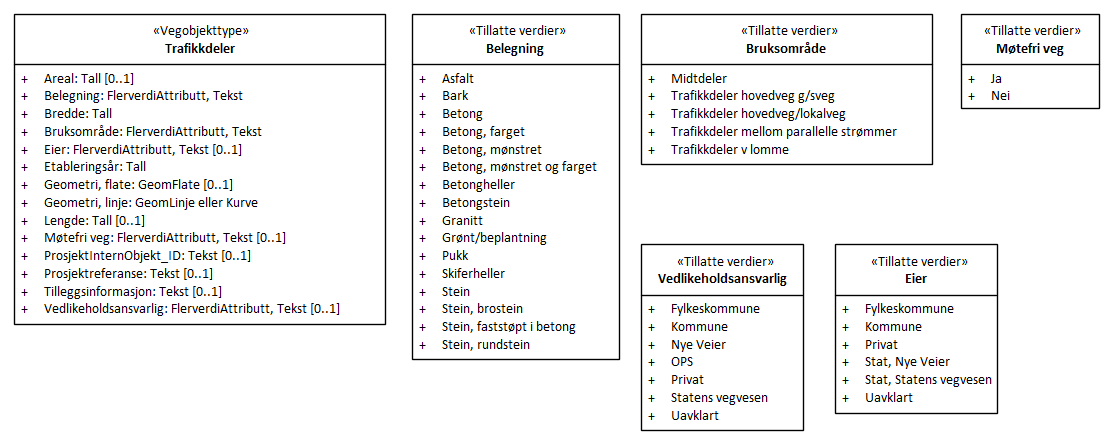 «Vegobjekttype»
Trafikkdeler
+ Areal: Tall [0..1]
+ Belegning: FlerverdiAttributt, Tekst
+ Bredde: Tall
+ Bruksområde: FlerverdiAttributt, Tekst
+ Eier: FlerverdiAttributt, Tekst [0..1]
+ Etableringsår: Tall
+ Geometri, flate: GeomFlate [0..1]
+ Geometri, linje: GeomLinje eller Kurve
+ Lengde: Tall [0..1]
+ Møtefri veg: FlerverdiAttributt, Tekst [0..1]
+ ProsjektInternObjekt_ID: Tekst [0..1]
+ Prosjektreferanse: Tekst [0..1]
+ Tilleggsinformasjon: Tekst [0..1]
+ Vedlikeholdsansvarlig: FlerverdiAttributt, Tekst [0..1]
«Tillatte verdier»
Belegning
+ Asfalt
+ Bark
+ Betong
+ Betong, farget
+ Betong, mønstret
+ Betong, mønstret og farget
+ Betongheller
+ Betongstein
+ Granitt
+ Grønt/beplantning
+ Pukk
+ Skiferheller
+ Stein
+ Stein, brostein
+ Stein, faststøpt i betong
+ Stein, rundstein
«Tillatte verdier»
Bruksområde
+ Midtdeler
+ Trafikkdeler hovedveg g/sveg
+ Trafikkdeler hovedveg/lokalveg
+ Trafikkdeler mellom parallelle strømmer
+ Trafikkdeler v lomme
«Tillatte verdier»
Møtefri veg
+ Ja
+ Nei
«Tillatte verdier»
Vedlikeholdsansvarlig
+ Fylkeskommune
+ Kommune
+ Nye Veier
+ OPS
+ Privat
+ Statens vegvesen
+ Uavklart
«Tillatte verdier»
Eier
+ Fylkeskommune
+ Kommune
+ Privat
+ Stat, Nye Veier
+ Stat, Statens vegvesen
+ Uavklart